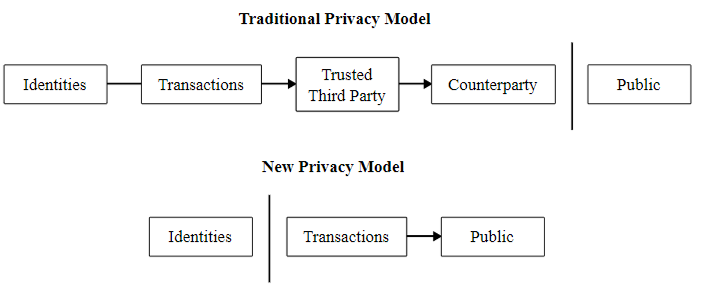 Traditional Privacy Model
Identities
Transactions
Trusted
Third Party
Counterparty
Public
New Privacy Model
Identities
Transactions
Public